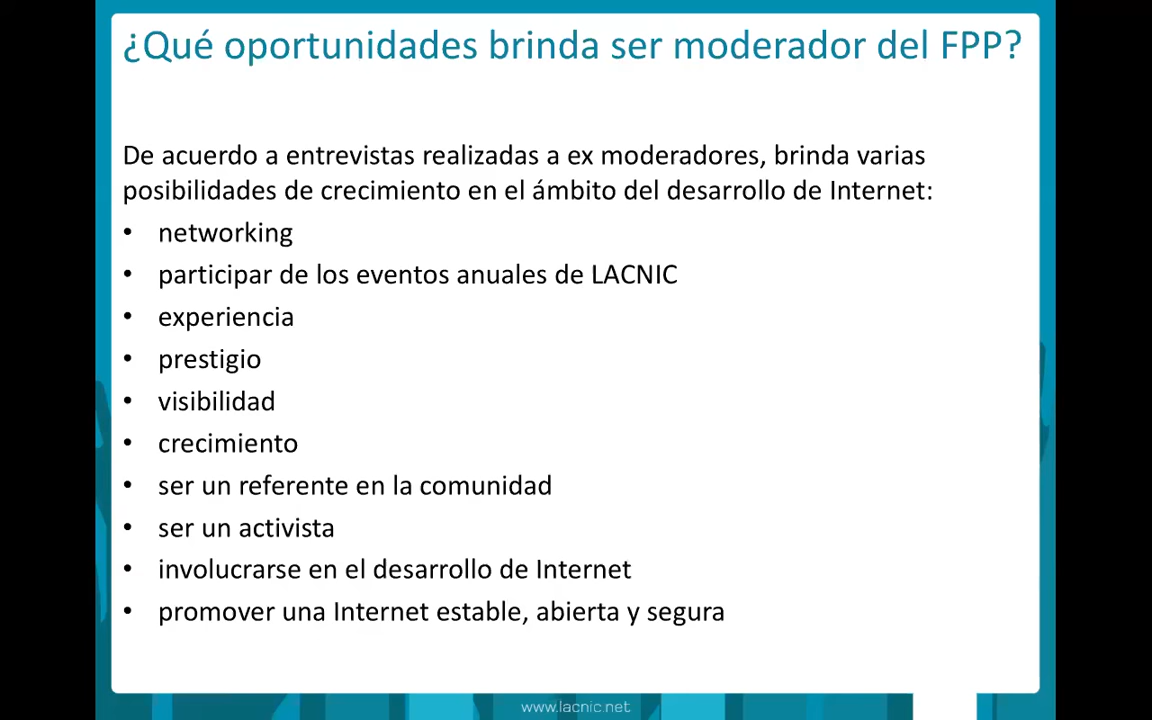 ¿Qué oportunidades brinda ser moderador del FPP?
De acuerdo a entrevistas realizadas a ex moderadores, brinda varias
posibilidades de crecimiento en el ámbito del desarrollo de Internet:
• networking
• participar de los eventos anuales de LACNIC
• experiencia
• prestigio
• visibilidad
• crecimiento
• ser un referente en la comunidad
• ser un activista
• involucrarse en el desarrollo de Internet
• promover una Internet estable, abierta y segura
www.lacnic.net